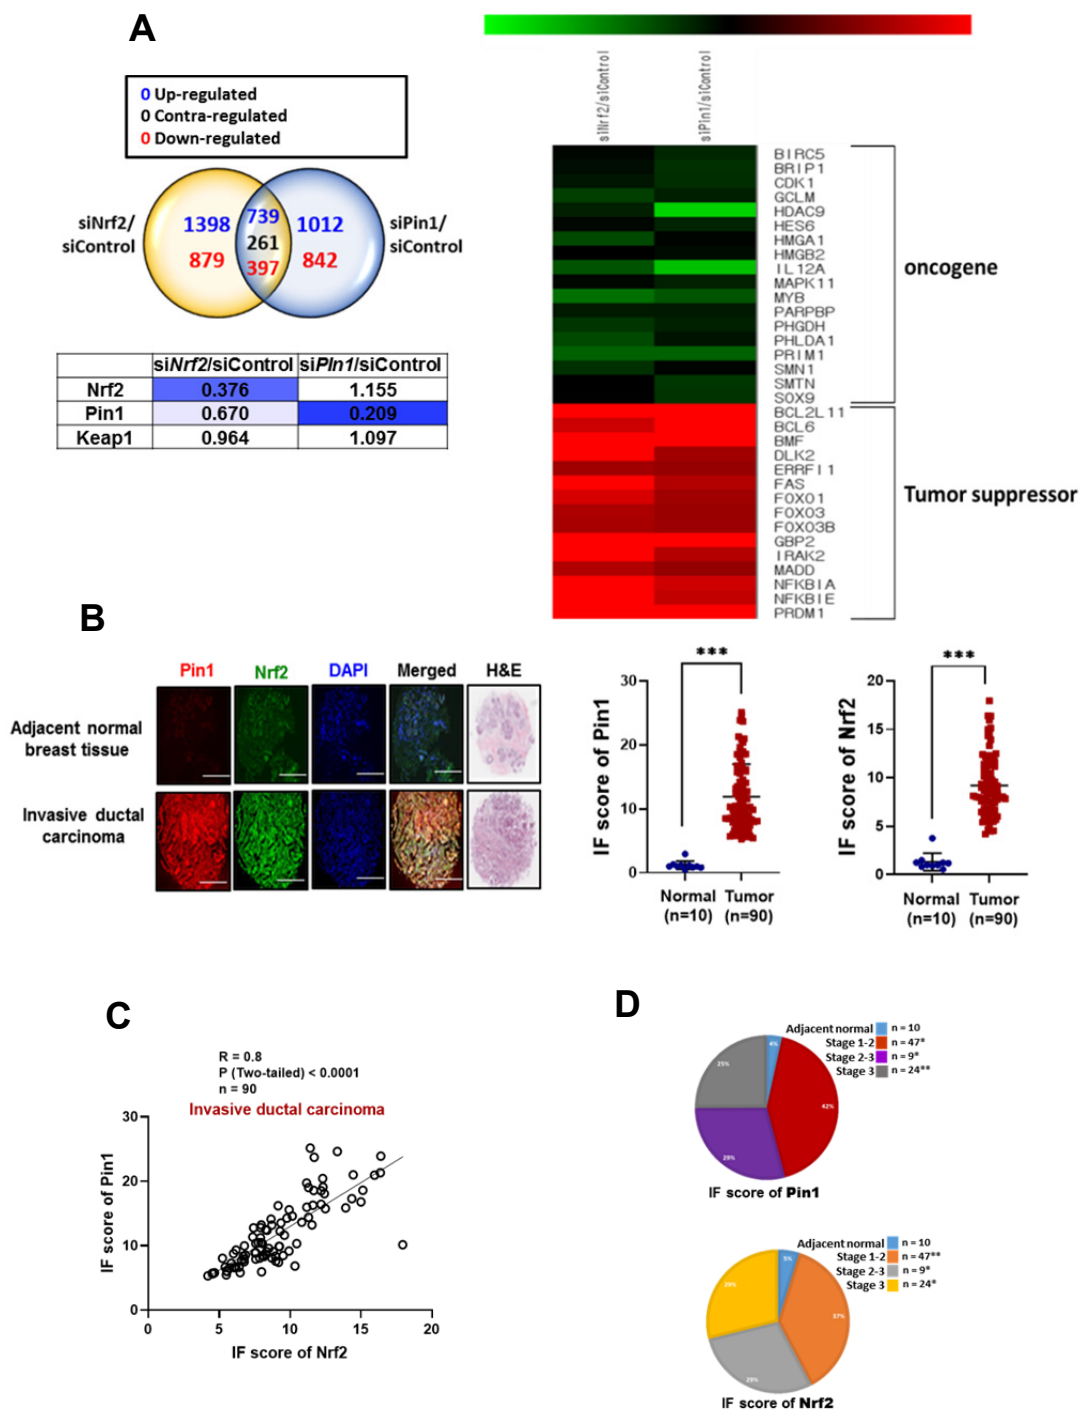 A
0 Up-regulated
0 Contra-regulated
0 Down-regulated
siNrf2/
siControl
1398
879
739
261
397
1012
842
siPin1/
siControl
siNrf2/siControl siPIn1/siControl
Nrf2 0.376 1.155
Pin1 0.670 0.209
Keap1 0.964 1.097
siNrf2/siControl
siPin1/siControl
BIRC5
BRIP1
CDK1
GCLM
HDAC9
HES6
HMGA1
HMGB2
IL12A
MAPK11
MYB
PARPBP
PHGDH
PHLDA1
PRIM1
SMN1
SMTN
SOX9
oncogene
BCL2L11
BCL6
BMF
DLK2
ERRFI1
FAS
FOXO1
FOXO3
FOXO3B
GBP2
IRAK2
MADD
NFKBIA
NFKBIE
PRDM1
Tumor suppressor
B
Pin1 Nrf2 DAPI Merged H&E
Adjacent normal
breast tissue
Invasive ductal
carcinoma
***
IF score of Pin1
30
20
10
0
Normal Tumor
(n=10) (n=90)
***
IF score of Nrf2
20
15
10
5
0
Normal Tumor
(n=10) (n=90)
C
R = 0.8
P (Two-tailed) < 0.0001
n = 90
Invasive ductal carcinoma
IF score of Pin1
30
20
10
0
0 5 10 15 20
IF score of Nrf2
D
Adjacent normal n = 10
Stage 1-2 n = 47*
Stage 2-3 n = 9*
Stage 3 n = 24**
4%
42%
29%
25%
IF score of Pin1
Adjacent normal n = 10
Stage 1-2 n = 47**
Stage 2-3 n = 9*
Stage 3 n = 24*
5%
37%
29%
29%
IF score of Nrf2